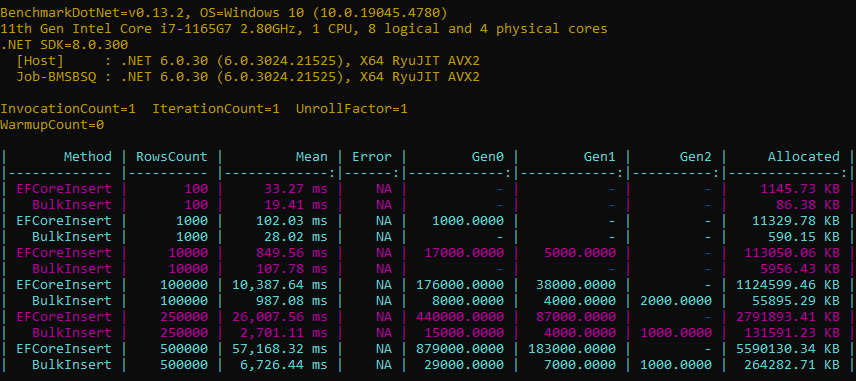 BenchmarkDotNet=v0.13.2, OS=Windows 10 (10.0.19045.4780)
11th Gen Intel Core i7-1165G7 2.80GHz, 1 CPU, 8 logical and 4 physical cores
.NET SDK=8.0.300
  [Host]     : .NET 6.0.30 (6.0.3024.21525), X64 RyuJIT AVX2
  Job-BMSBSQ : .NET 6.0.30 (6.0.3024.21525), X64 RyuJIT AVX2
InvocationCount=1  IterationCount=1  UnrollFactor=1
WarmupCount=0
|       Method | RowsCount |         Mean | Error |        Gen0 |        Gen1 |      Gen2 |     Allocated |
|------------- |---------- |-------------:|------:|------------:|------------:|----------:|--------------:|
| EFCoreInsert |       100 |     33.27 ms |    NA |           - |           - |         - |    1145.73 KB |
|   BulkInsert |       100 |     19.41 ms |    NA |           - |           - |         - |      86.38 KB |
| EFCoreInsert |      1000 |    102.03 ms |    NA |   1000.0000 |           - |         - |   11329.78 KB |
|   BulkInsert |      1000 |     28.02 ms |    NA |           - |           - |         - |     590.15 KB |
| EFCoreInsert |     10000 |    849.56 ms |    NA |  17000.0000 |   5000.0000 |         - |  113050.06 KB |
|   BulkInsert |     10000 |    107.78 ms |    NA |           - |           - |         - |    5956.43 KB |
| EFCoreInsert |    100000 | 10,387.64 ms |    NA | 176000.0000 |  38000.0000 |         - | 1124599.46 KB |
|   BulkInsert |    100000 |    987.08 ms |    NA |   8000.0000 |   4000.0000 | 2000.0000 |   55895.29 KB |
| EFCoreInsert |    250000 | 26,007.56 ms |    NA | 440000.0000 |  87000.0000 |         - | 2791893.41 KB |
|   BulkInsert |    250000 |  2,701.11 ms |    NA |  15000.0000 |   4000.0000 | 1000.0000 |  131591.23 KB |
| EFCoreInsert |    500000 | 57,168.32 ms |    NA | 879000.0000 | 183000.0000 |         - | 5590130.34 KB |
|   BulkInsert |    500000 |  6,726.44 ms |    NA |  29000.0000 |   7000.0000 | 1000.0000 |  264282.71 KB |